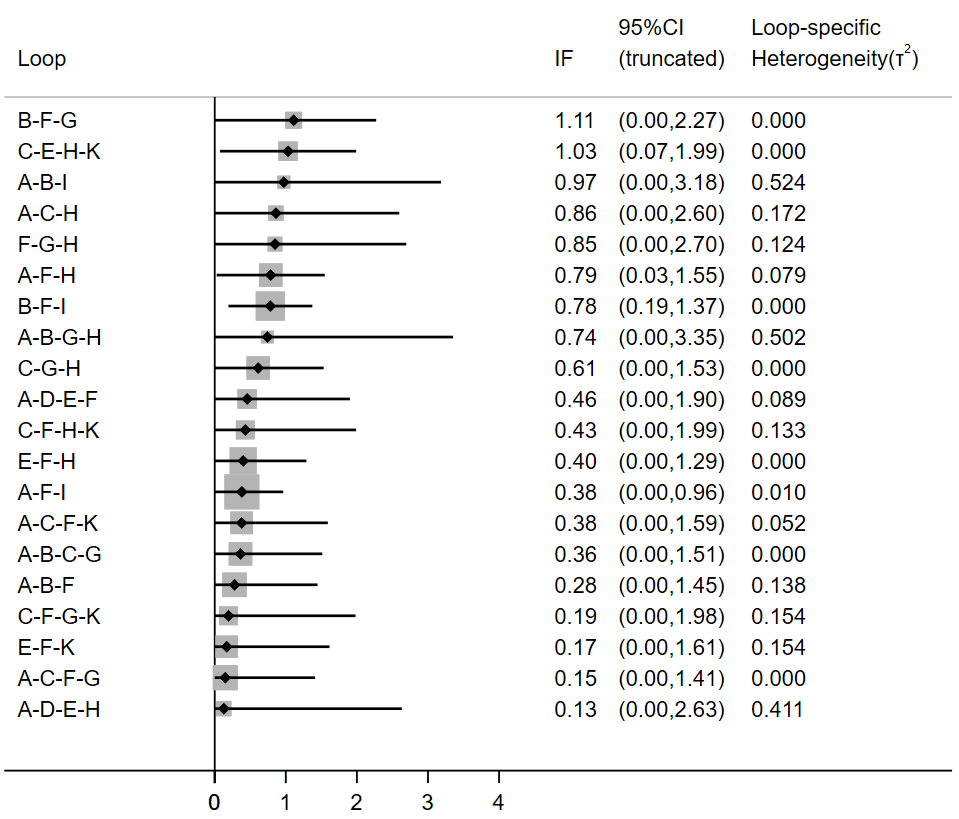 95%CI Loop-specific
Loop IF (truncated) Heterogeneity(τ²)
B-F-G 1.11 (0.00,2.27) 0.000
C-E-H-K 1.03 (0.07,1.99) 0.000
A-B-I 0.97 (0.00,3.18) 0.524
A-C-H 0.86 (0.00,2.60) 0.172
F-G-H 0.85 (0.00,2.70) 0.124
A-F-H 0.79 (0.03,1.55) 0.079
B-F-I 0.78 (0.19,1.37) 0.000
A-B-G-H 0.74 (0.00,3.35) 0.502
C-G-H 0.61 (0.00,1.53) 0.000
A-D-E-F 0.46 (0.00,1.90) 0.089
C-F-H-K 0.43 (0.00,1.99) 0.133
E-F-H 0.40 (0.00,1.29) 0.000
A-F-I 0.38 (0.00,0.96) 0.010
A-C-F-K 0.38 (0.00,1.59) 0.052
A-B-C-G 0.36 (0.00,1.51) 0.000
A-B-F 0.28 (0.00,1.45) 0.138
C-F-G-K 0.19 (0.00,1.98) 0.154
E-F-K 0.17 (0.00,1.61) 0.154
A-C-F-G 0.15 (0.00,1.41) 0.000
A-D-E-H 0.13 (0.00,2.63) 0.411
0 1 2 3 4